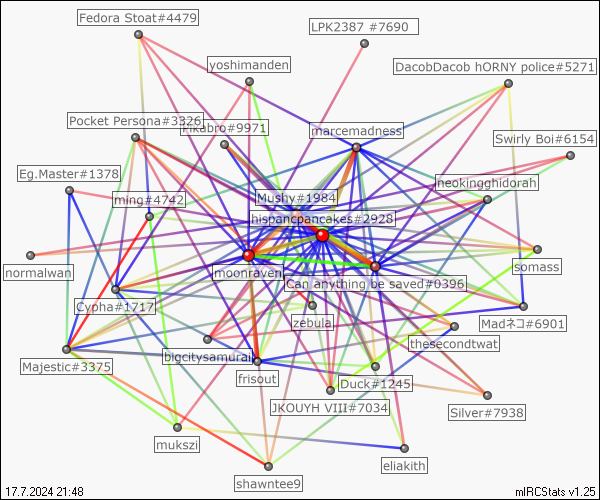 Fedora Stoat#4479
LPK2387 #7690
yoshimanden
DacobDacob hORNY police#5271
Pocket Persona#3326
Pikabro#9971
marcemadness
Swirly Boi#6154
Eg.Master#1378
neokingghidorah
ming#4742
Mushy#1984
hispancpancakes#2928
normalwan
moonraven
somass
Can anything be saved#0396
Cypha#1717
zebula
Madネコ#6901
thesecondtwat
bigcitysamurai
Majestic#3375
frisout
Duck#1245
JKOUYH VIII#7034
Silver#7938
mukszi
eliakith
shawntee9
17.7.2024 21:48
mIRCStats v1.25